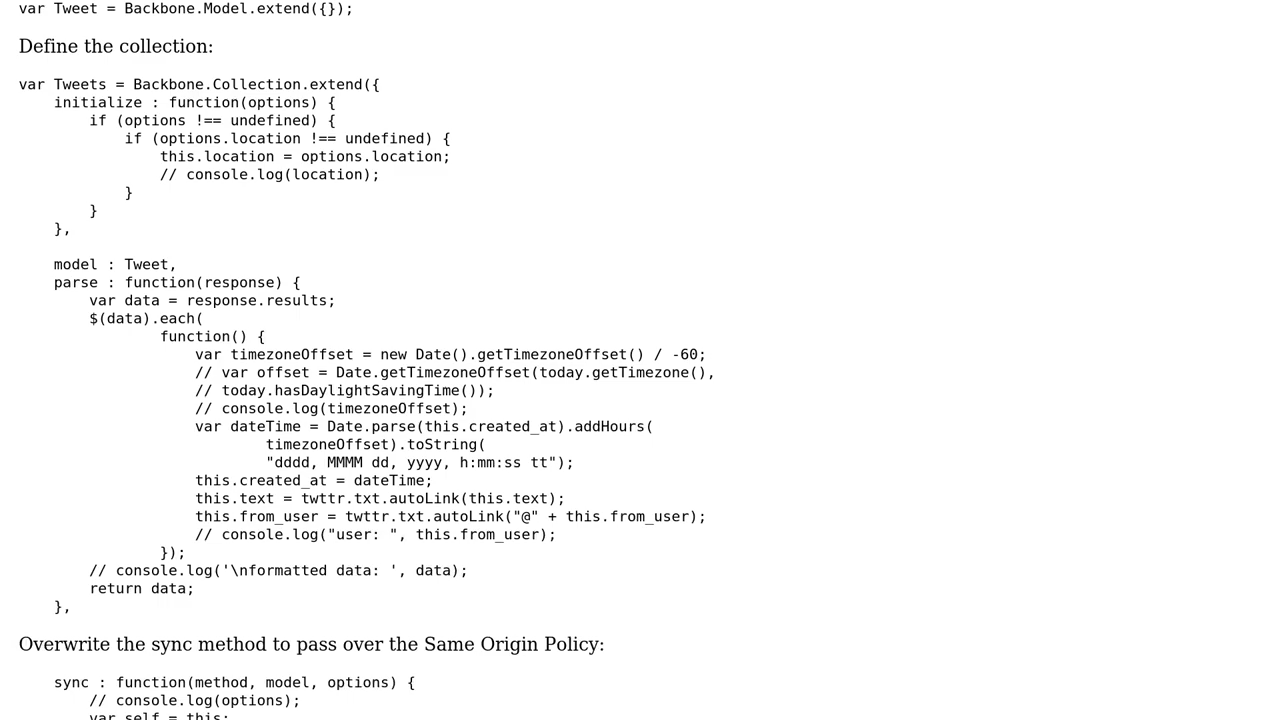 var Tweet = Backbone.Model.extend({});
Define the collection:
var Tweets = Backbone.Collection.extend({
    initialize : function(options) {
        if (options !== undefined) {
            if (options.location !== undefined) {
                this.location = options.location;
                // console.log(location);
            }
        }
    },
    model : Tweet,
    parse : function(response) {
        var data = response.results;
        $(data).each(
                function() {
                    var timezoneOffset = new Date().getTimezoneOffset() / -60;
                    // var offset = Date.getTimezoneOffset(today.getTimezone(),
                    // today.hasDaylightSavingTime());
                    // console.log(timezoneOffset);
                    var dateTime = Date.parse(this.created_at).addHours(
                            timezoneOffset).toString(
                            "dddd, MMMM dd, yyyy, h:mm:ss tt");
                    this.created_at = dateTime;
                    this.text = twttr.txt.autoLink(this.text);
                    this.from_user = twttr.txt.autoLink("@" + this.from_user);
                    // console.log("user: ", this.from_user);
                });
        // console.log('\nformatted data: ', data);
        return data;
    },
Overwrite the sync method to pass over the Same Origin Policy:
    sync : function(method, model, options) {
        // console.log(options);
        var self = this;